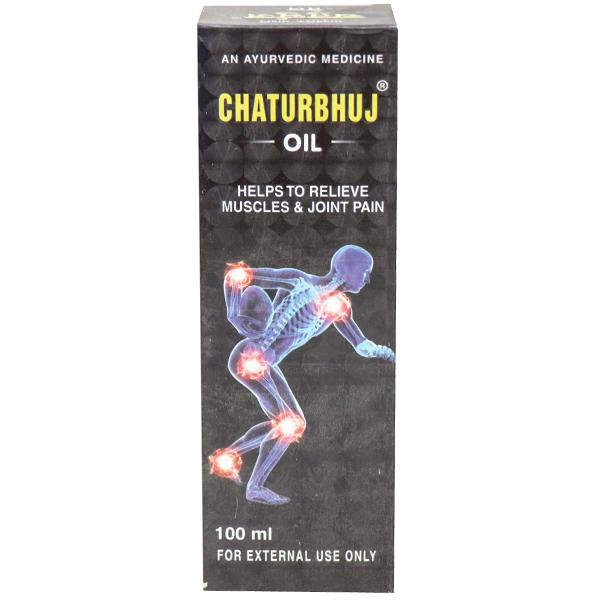 AN AYURVEDIC MEDICINE
CHATURBHUJ®
OIL
HELPS TO RELIEVE
MUSCLES & JOINT PAIN
100 ml
FOR EXTERNAL USE ONLY